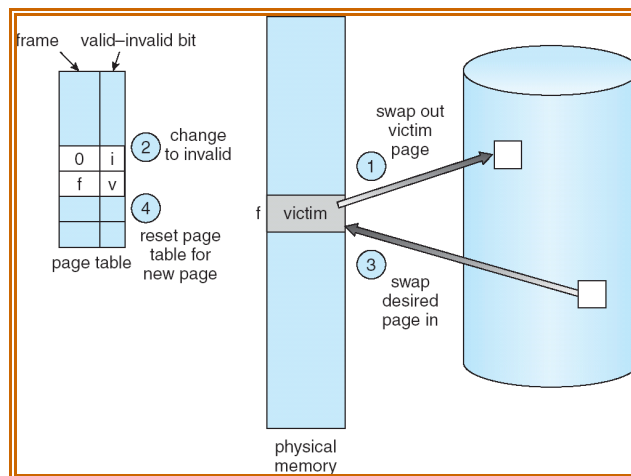 frame
valid–invalid bit
0 i
f v
2
change
to invalid
4
reset page
table for
new page
page table
f
victim
physical
memory
swap out
victim
page
1
3
swap
desired
page in